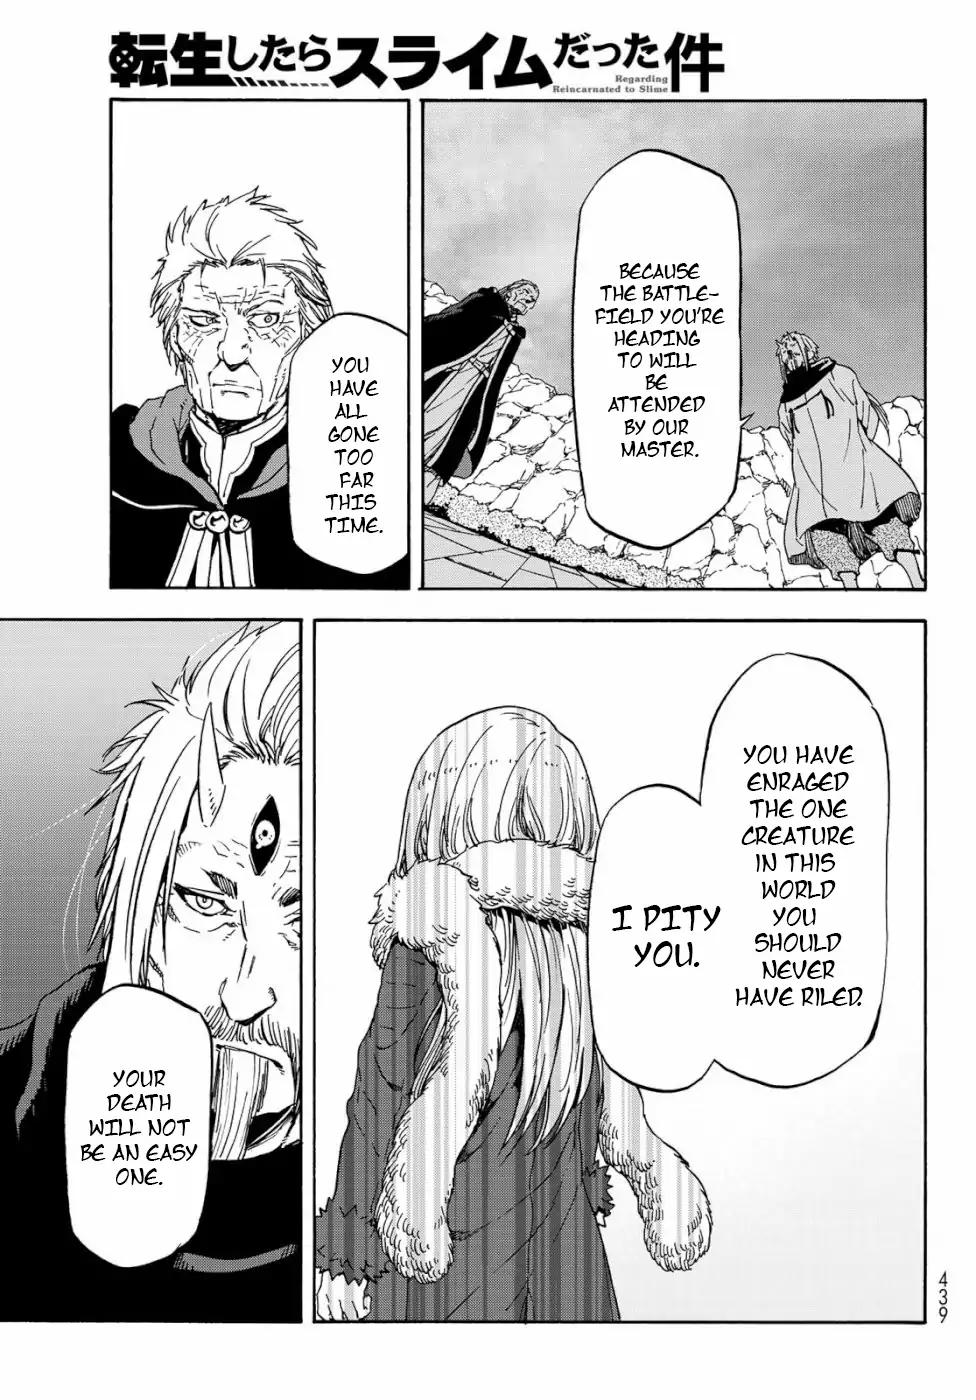 転生したらスライムだった件
Regarding
Reincarnated to Slime
BECAUSE
THE BATTLE-
FIELD YOU'RE
HEADING
TO WILL
BE
ATTENDED
BY OUR
MASTER.
YOU
HAVE
ALL
GONE
TOO
FAR
THIS
TIME.
YOU HAVE
ENRAGED
THE ONE
CREATURE
IN THIS
WORLD
YOU
SHOULD
NEVER
HAVE RILED.
I PITY
YOU.
YOUR
DEATH
WILL NOT
BE AN EASY
ONE.
439